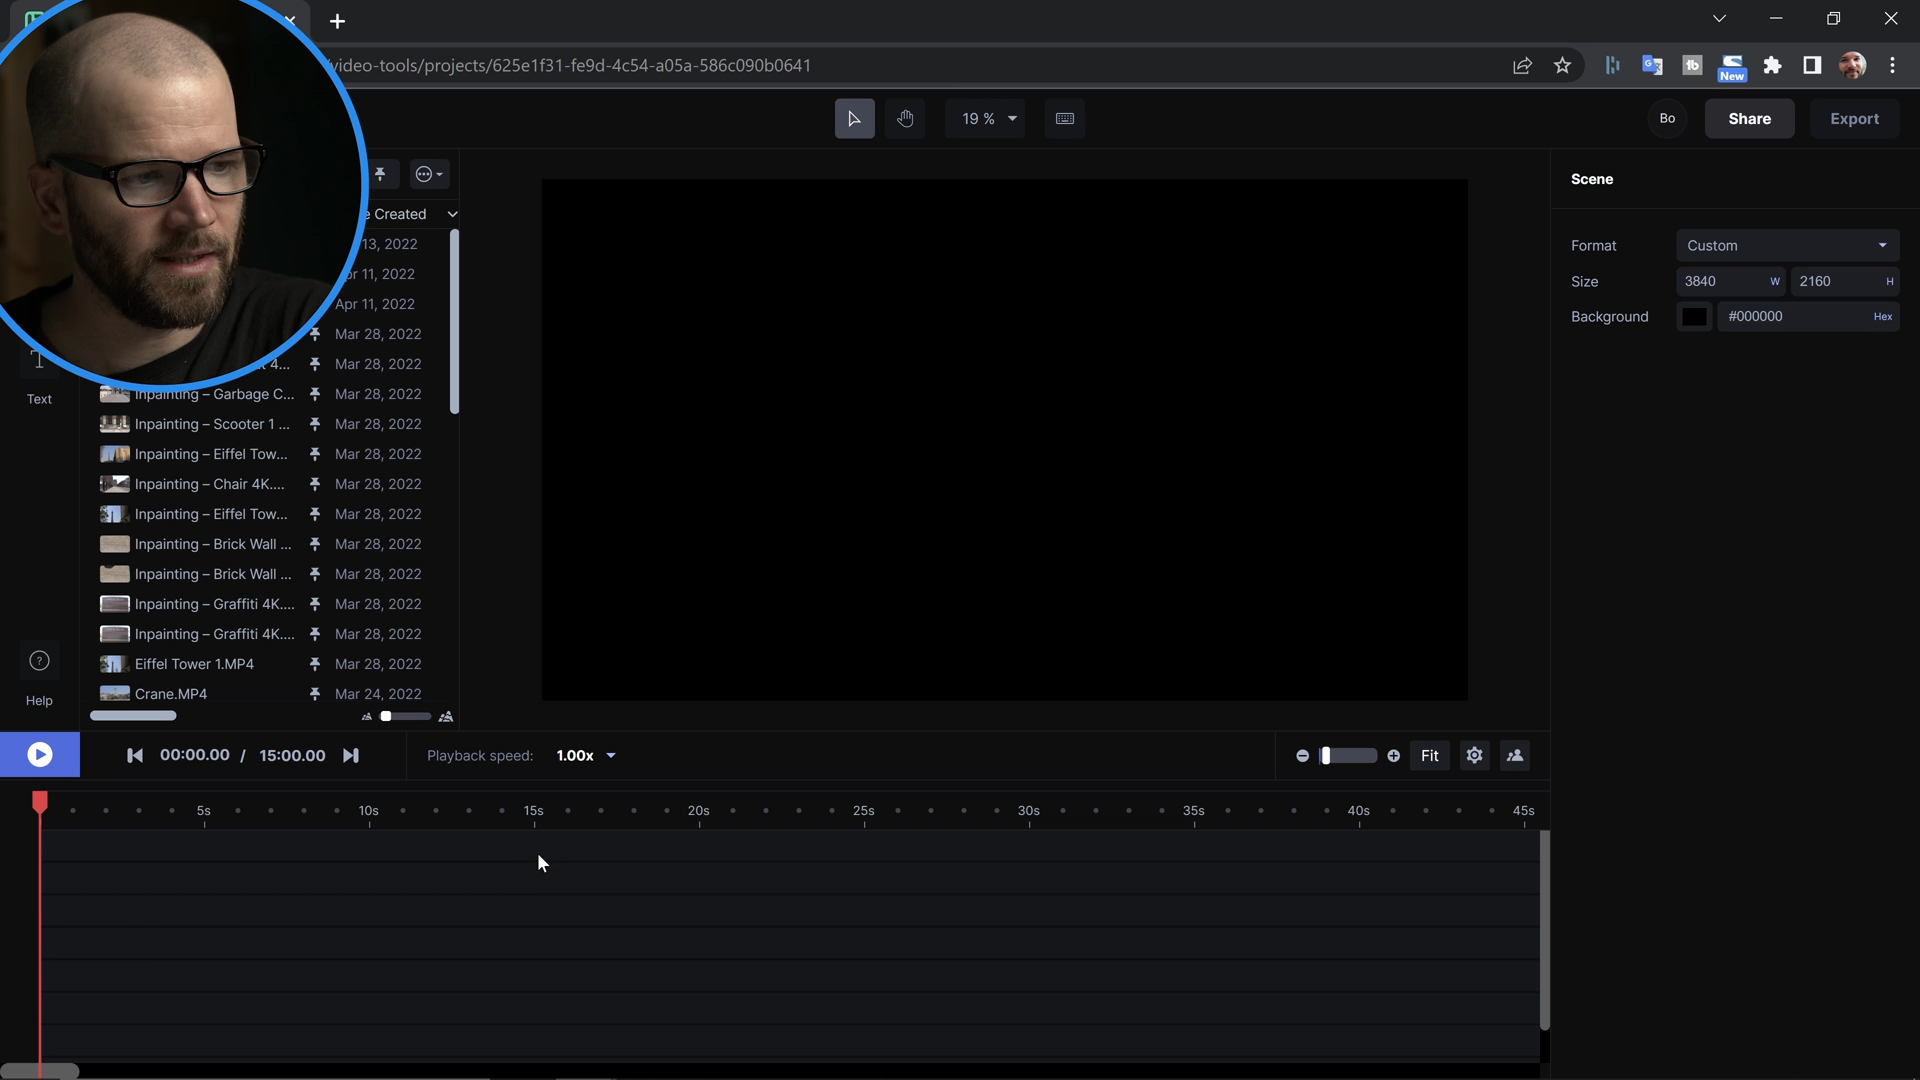 video-tools/projects/625e1f31-fe9d-4c54-a05a-586c090b0641
New
19 %
Bo
Share
Export
Created
13, 2022
11, 2022
Apr 11, 2022
Mar 28, 2022
4... Mar 28, 2022
Inpainting – Garbage C... Mar 28, 2022
Inpainting – Scooter 1 ... Mar 28, 2022
Inpainting – Eiffel Tow... Mar 28, 2022
Inpainting – Chair 4K.... Mar 28, 2022
Inpainting – Eiffel Tow... Mar 28, 2022
Inpainting – Brick Wall ... Mar 28, 2022
Inpainting – Brick Wall ... Mar 28, 2022
Inpainting – Graffiti 4K.... Mar 28, 2022
Inpainting – Graffiti 4K.... Mar 28, 2022
Eiffel Tower 1.MP4 Mar 28, 2022
Crane.MP4 Mar 24, 2022
Text
Help
Scene
Format Custom
Size 3840 W 2160 H
Background #000000 Hex
00:00.00 / 15:00.00
Playback speed: 1.00x
Fit
5s 10s 15s 20s 25s 30s 35s 40s 45s